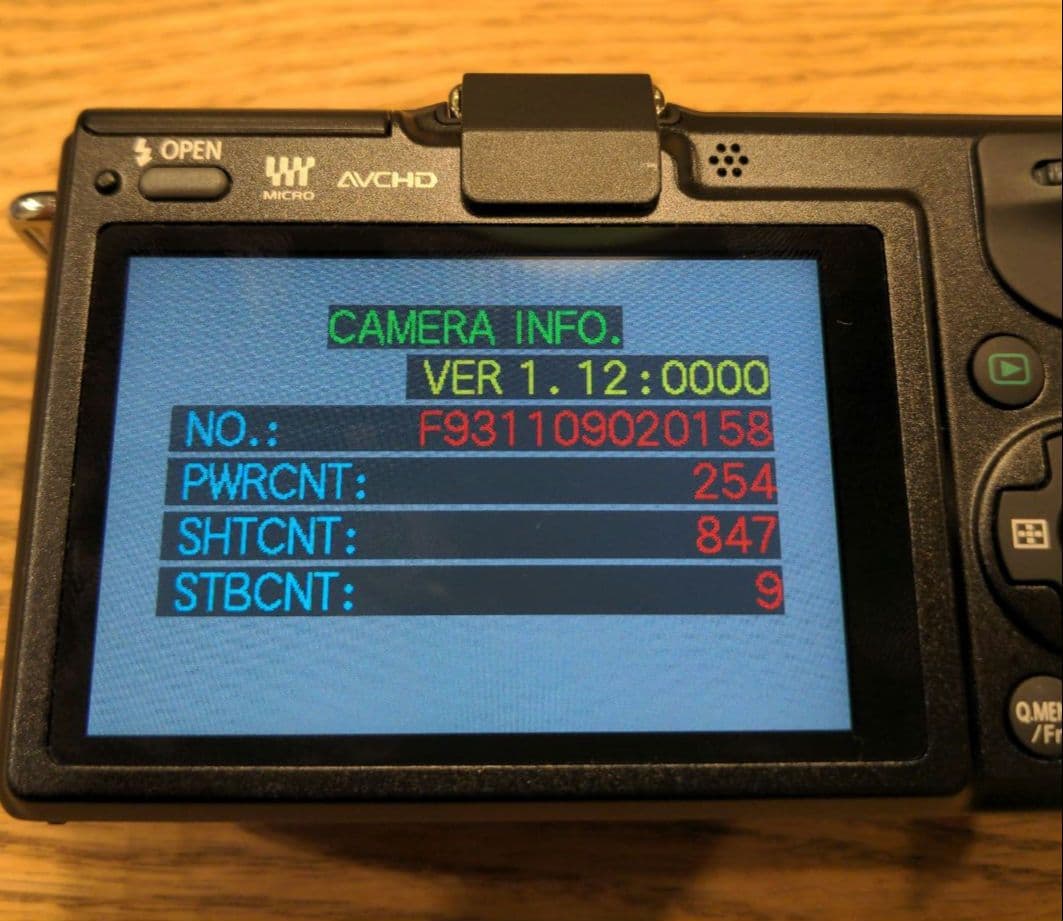 OPEN
MICRO
AVCHD
CAMERA INFO.
VER 1.12:0000
NO.: F931109020158
PWRCNT: 254
SHTCNT: 847
STBCNT: 9